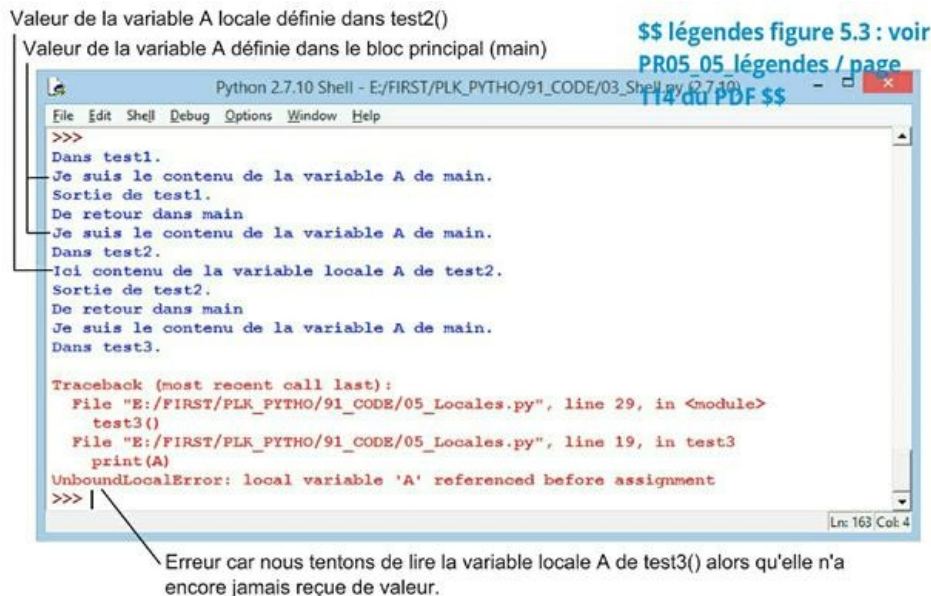 Valeur de la variable A locale définie dans test2()
Valeur de la variable A définie dans le bloc principal (main)
$$ légendes figure 5.3 : voir
PR05_05_légendes / page
114 du PDF $$
Python 2.7.10 Shell - E:/FIRST/PLK_PYTHO/91_CODE/03_Shell.py (2.7.10)
File Edit Shell Debug Options Window Help
>>>
Dans test1.
Je suis le contenu de la variable A de main.
Sortie de test1.
De retour dans main
Je suis le contenu de la variable A de main.
Dans test2.
Ici contenu de la variable locale A de test2.
Sortie de test2.
De retour dans main
Je suis le contenu de la variable A de main.
Dans test3.
Traceback (most recent call last):
File "E:/FIRST/PLK_PYTHO/91_CODE/05_Locales.py", line 29, in <module>
test3()
File "E:/FIRST/PLK_PYTHO/91_CODE/05_Locales.py", line 19, in test3
print(A)
UnboundLocalError: local variable 'A' referenced before assignment
>>>
Ln: 163 Col: 4
Erreur car nous tentons de lire la variable locale A de test3() alors qu'elle n'a
encore jamais reçue de valeur.